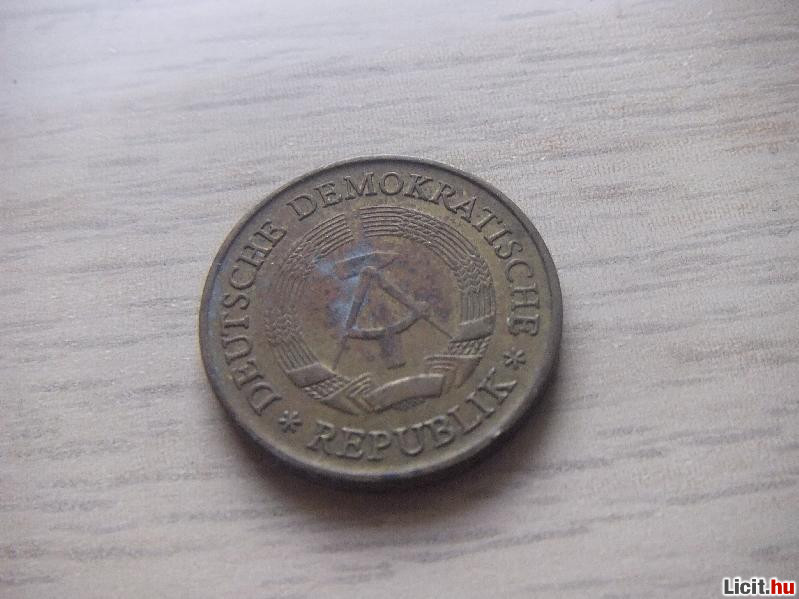 DEUTSCHE DEMOKRATISCHE
* REPUBLIK *
Licit.hu